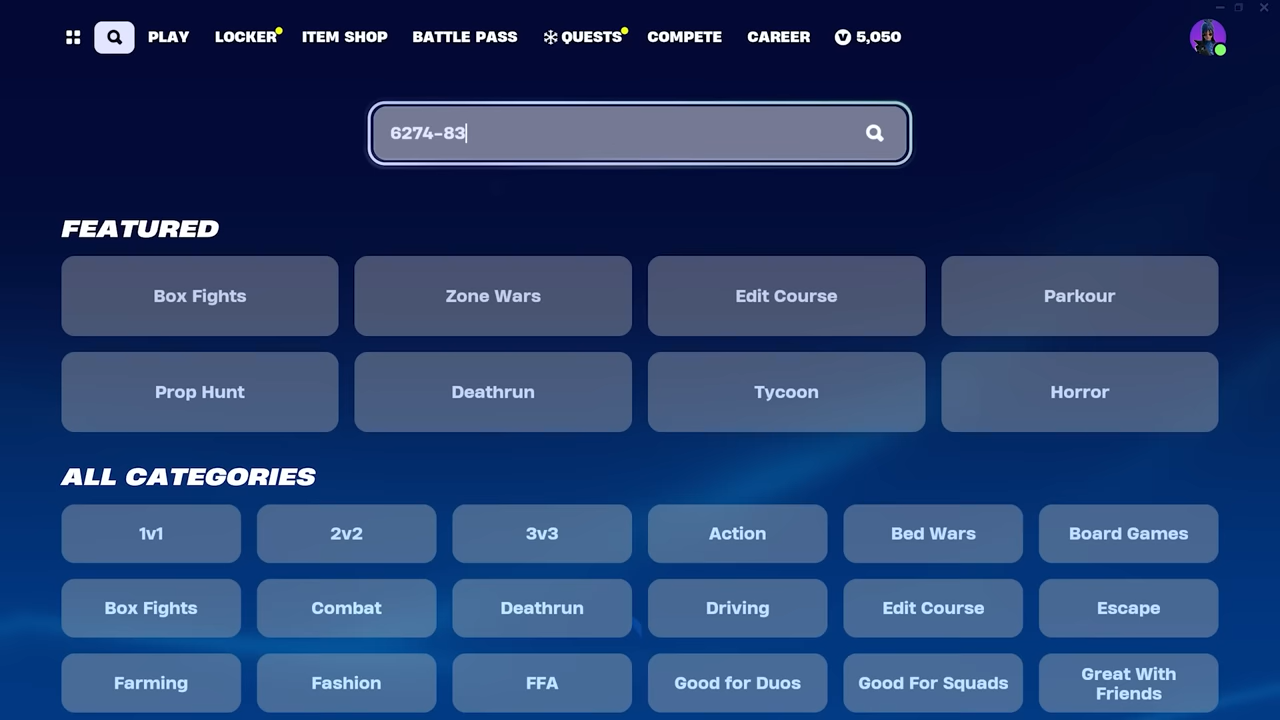 PLAY LOCKER ITEM SHOP BATTLE PASS QUESTS COMPETE CAREER 5,050
6274-83
FEATURED
Box Fights Zone Wars Edit Course Parkour
Prop Hunt Deathrun Tycoon Horror
ALL CATEGORIES
1v1 2v2 3v3 Action Bed Wars Board Games
Box Fights Combat Deathrun Driving Edit Course Escape
Farming Fashion FFA Good for Duos Good For Squads Great With
Friends